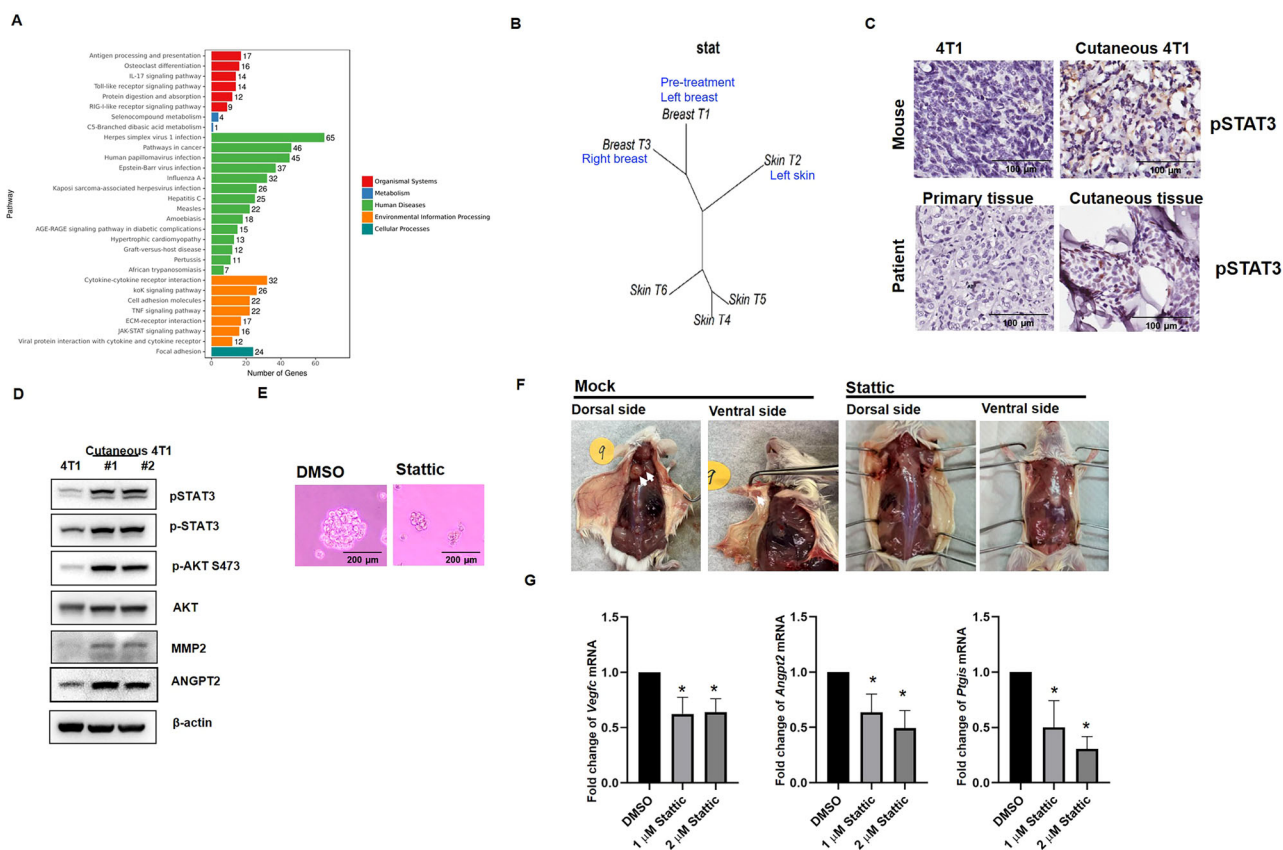 A
Antigen processing and presentation 17
Osteoclast differentiation 16
IL-17 signaling pathway 14
Toll-like receptor signaling pathway 14
Protein digestion and absorption 12
RIG-I-like receptor signaling pathway 9
Selenocompound metabolism 4
C5-Branched dibasic acid metabolism 1
Herpes simplex virus 1 infection 65
Pathways in cancer 46
Human papillomavirus infection 45
Epstein-Barr virus infection 37
Influenza A 32
Kaposi sarcoma-associated herpesvirus infection 26
Hepatitis C 25
Measles 22
Amoebiasis 18
AGE-RAGE signaling pathway in diabetic complications 15
Hypertrophic cardiomyopathy 13
Graft-versus-host disease 12
Pertussis 11
African trypanosomiasis 7
Cytokine-cytokine receptor interaction 32
koK signaling pathway 26
Cell adhesion molecules 22
TNF signaling pathway 22
ECM-receptor interaction 17
JAK-STAT signaling pathway 16
Viral protein interaction with cytokine and cytokine receptor 12
Focal adhesion 24
Pathway
0 20 40 60
Number of Genes
Organismal Systems
Metabolism
Human Diseases
Environmental Information Processing
Cellular Processes
B
stat
Pre-treatment
Left breast
Breast T1
Breast T3
Right breast
Skin T2
Left skin
Skin T6
Skin T5
Skin T4
C
4T1 Cutaneous 4T1
Mouse
100 µm 100 µm
pSTAT3
Primary tissue Cutaneous tissue
Patient
100 µm 100 µm
pSTAT3
D
Cutaneous 4T1
4T1 #1 #2
pSTAT3
p-STAT3
p-AKT S473
AKT
MMP2
ANGPT2
β-actin
E
DMSO Stattic
200 µm 200 µm
F
Mock Stattic
Dorsal side Ventral side Dorsal side Ventral side
9 9
G
Fold change of Vegfc mRNA
1.5
1.0
0.5
0.0
* *
DMSO
1 µM Stattic
2 µM Stattic
Fold change of Angpt2 mRNA
1.5
1.0
0.5
0.0
* *
DMSO
1 µM Stattic
2 µM Stattic
Fold change of Ptgis mRNA
1.5
1.0
0.5
0.0
* *
DMSO
1 µM Stattic
2 µM Stattic